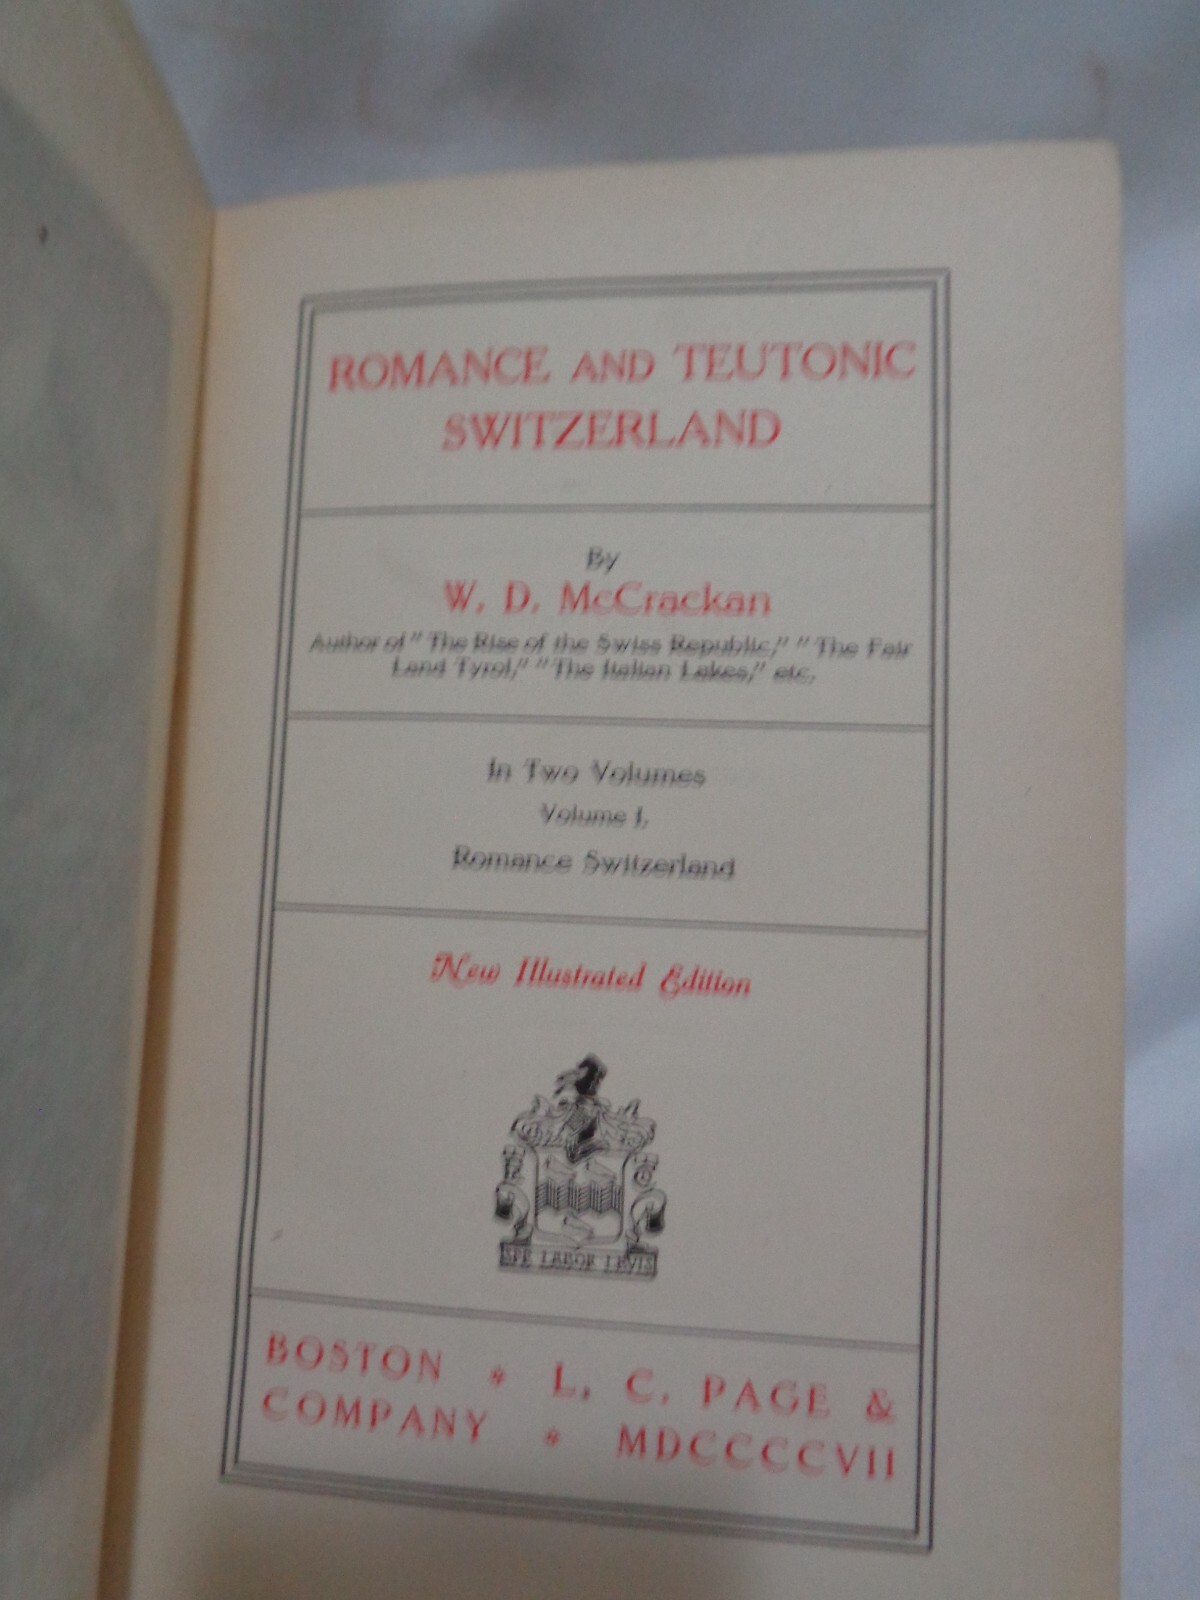 ROMANCE AND TEUTONIC
SWITZERLAND
By
W. D. McCrackan
Author of "The Rise of the Swiss Republic," "The Fair
Land Tyrol," "The Italian Lakes," etc.
In Two Volumes
Volume I.
Romance Switzerland
New Illustrated Edition
SPE LABOR LEVIS
BOSTON * L. C. PAGE &
COMPANY * MDCCCCVII